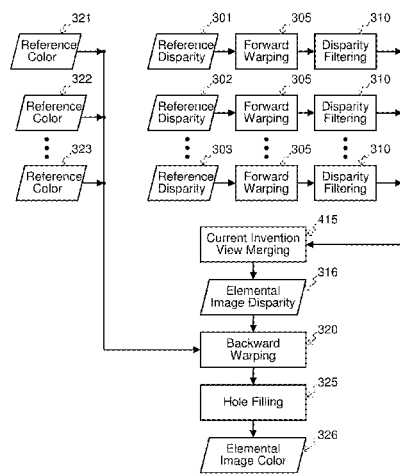 321
301
305
310
Reference
Color
Reference
Disparity
Forward
Warping
Disparity
Filtering
322
302
305
310
Reference
Color
Reference
Disparity
Forward
Warping
Disparity
Filtering
323
303
305
310
Reference
Color
Reference
Disparity
Forward
Warping
Disparity
Filtering
415
Current Invention
View Merging
316
Elemental
Image Disparity
320
Backward
Warping
325
Hole Filling
326
Elemental
Image Color